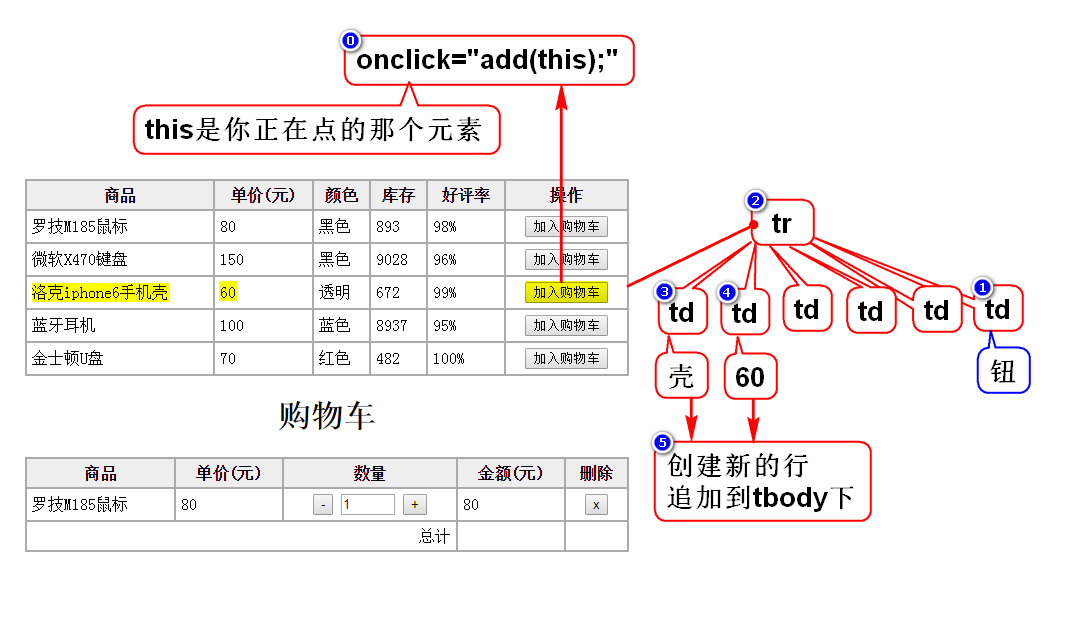 0
onclick="add(this);"
this是你正在点的那个元素
商品 单价(元) 颜色 库存 好评率 操作
罗技M185鼠标 80 黑色 893 98% 加入购物车
微软X470键盘 150 黑色 9028 96% 加入购物车
洛克iphone6手机壳 60 透明 672 99% 加入购物车
蓝牙耳机 100 蓝色 8937 95% 加入购物车
金士顿U盘 70 红色 482 100% 加入购物车
2
tr
3 4 1
td td td td td td
壳 60 钮
购物车
5
创建新的行
追加到tbody下
商品 单价(元) 数量 金额(元) 删除
罗技M185鼠标 80 - 1 + 80 x
总计